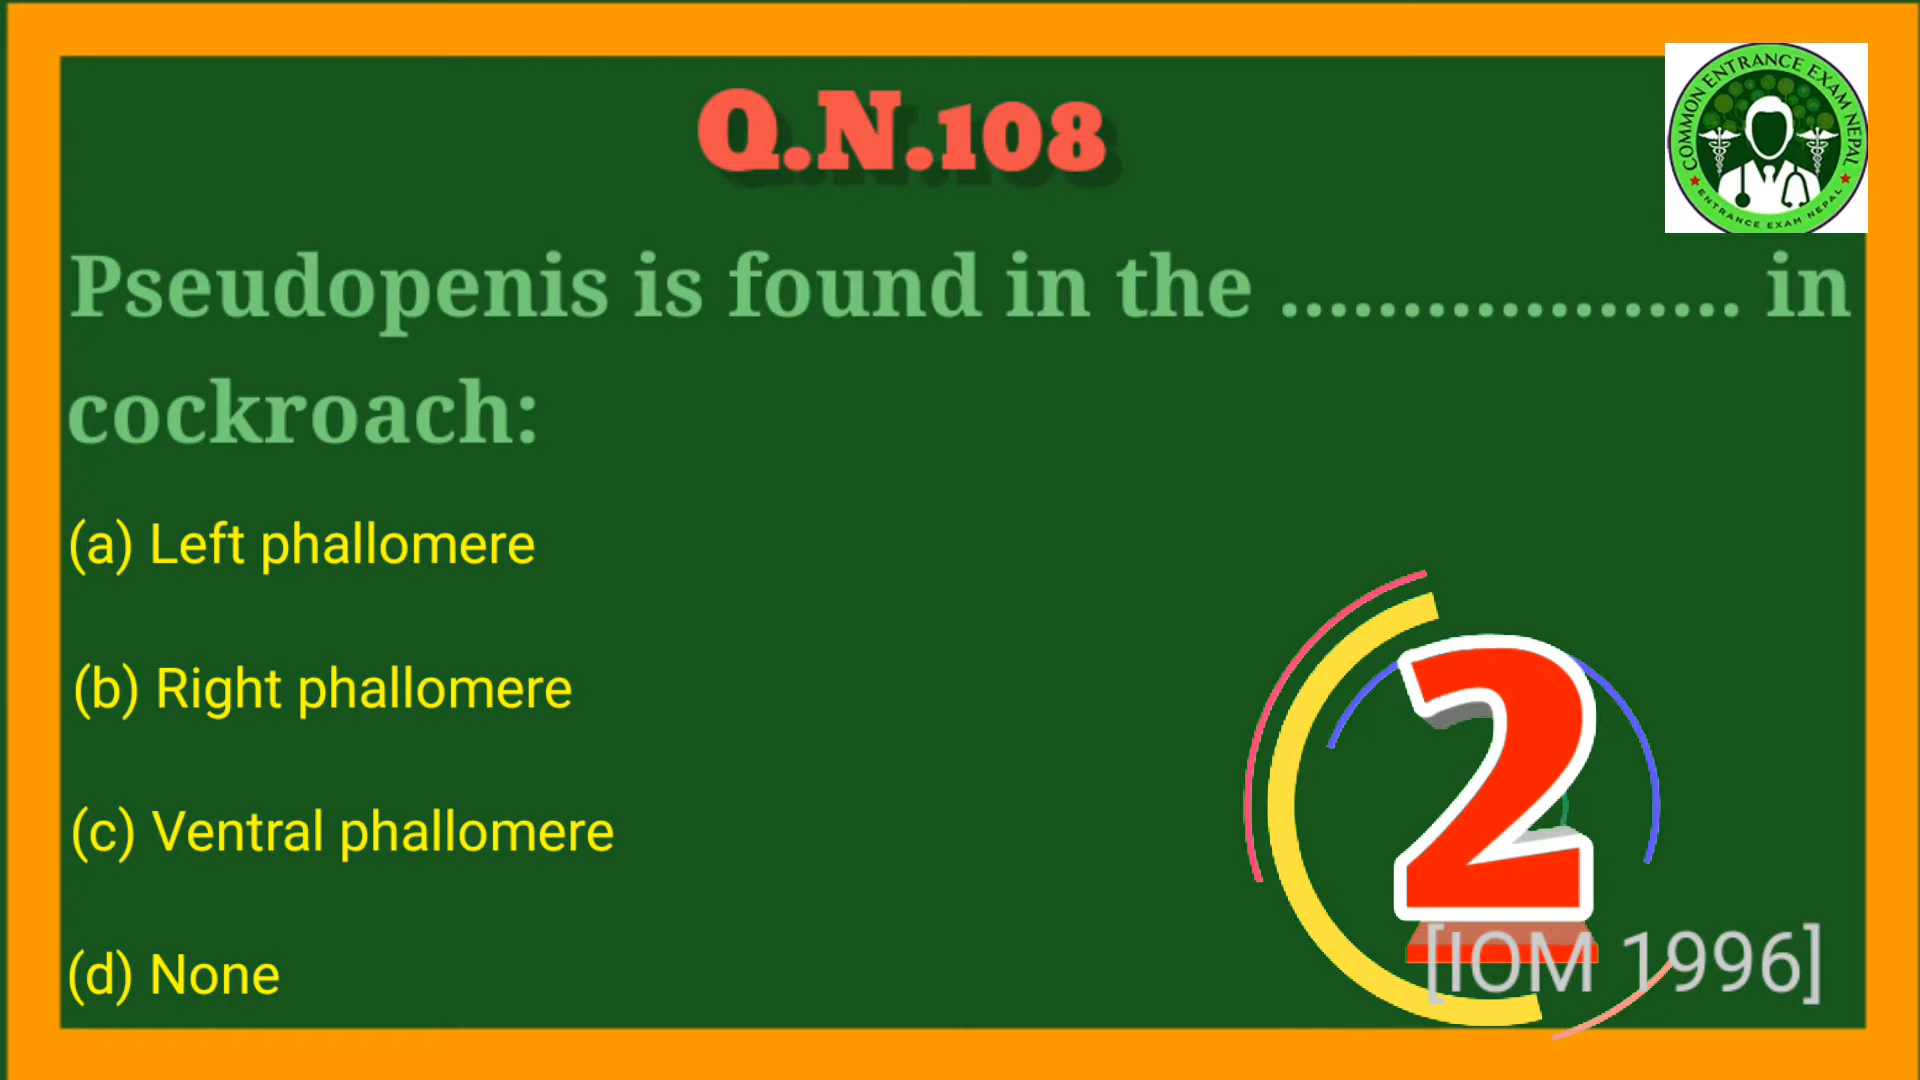 Q.N.108
COMMON ENTRANCE EXAM NEPAL
ENTRANCE EXAM NEPAL
Pseudopenis is found in the ................... in
cockroach:
(a) Left phallomere
(b) Right phallomere
(c) Ventral phallomere
(d) None
2
[IOM 1996]